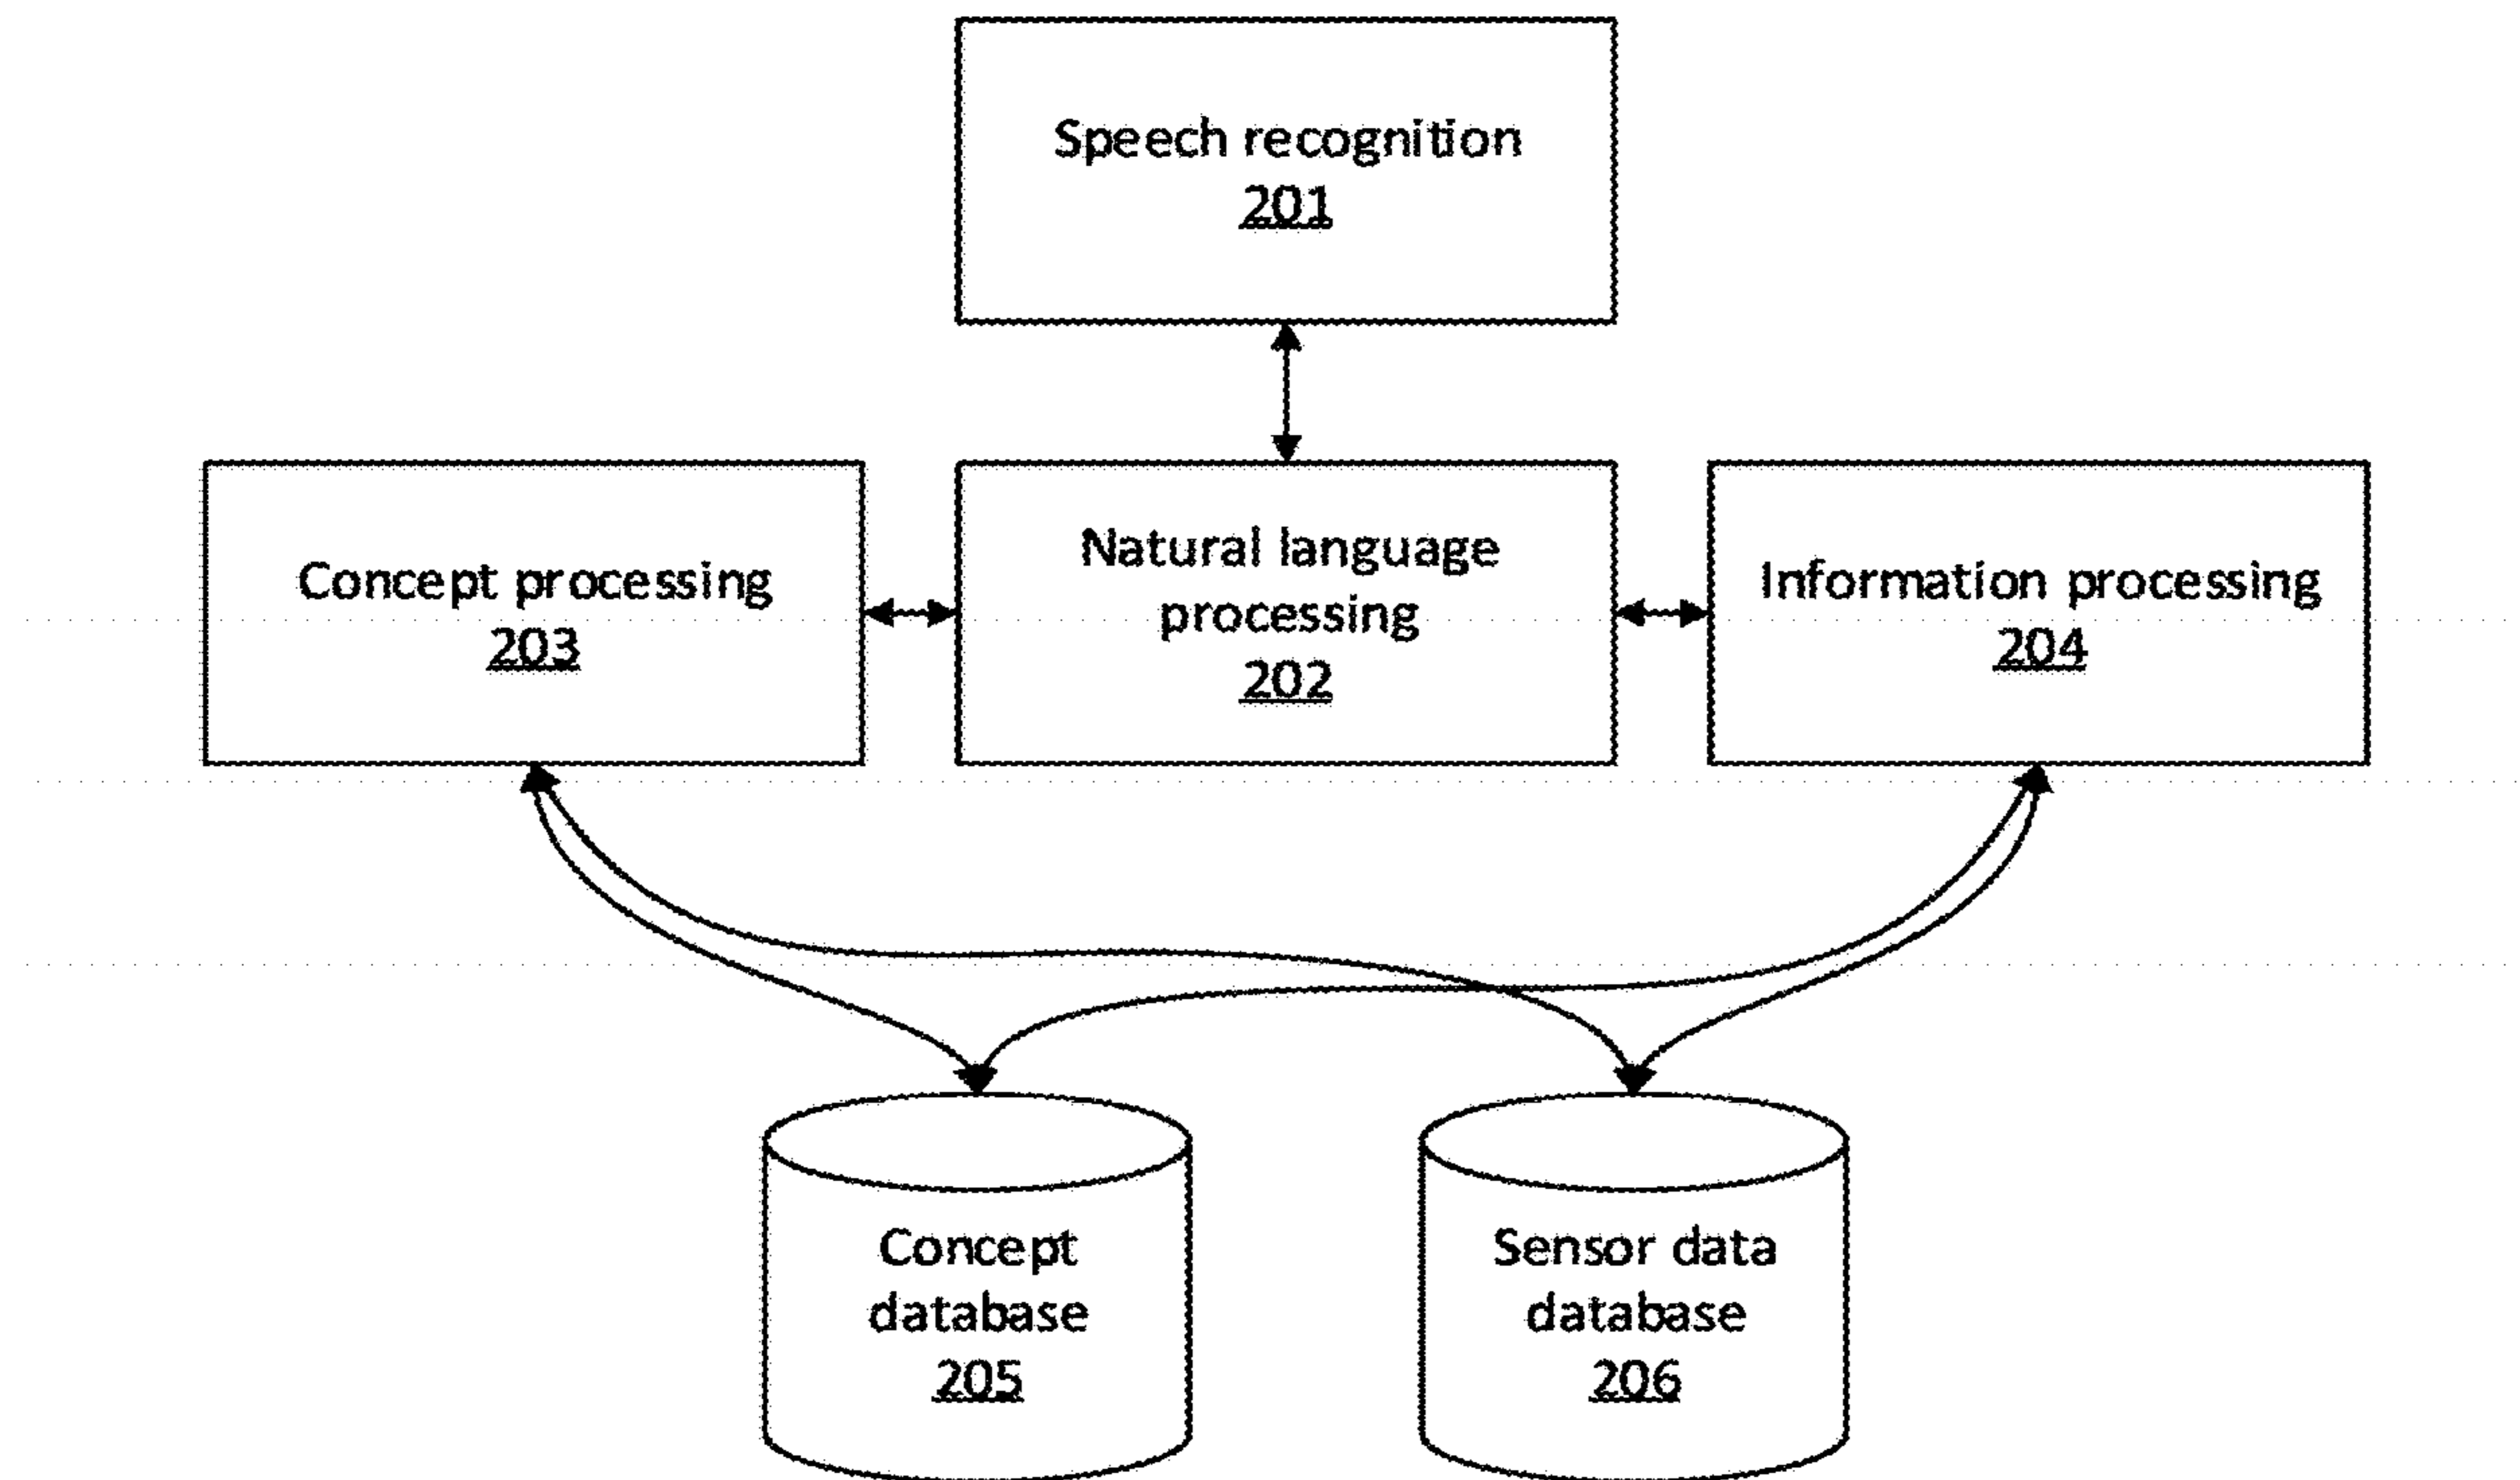 Speech recognition
201
Concept processing
203
Natural language
processing
202
Information processing
204
Concept
database
205
Sensor data
database
206